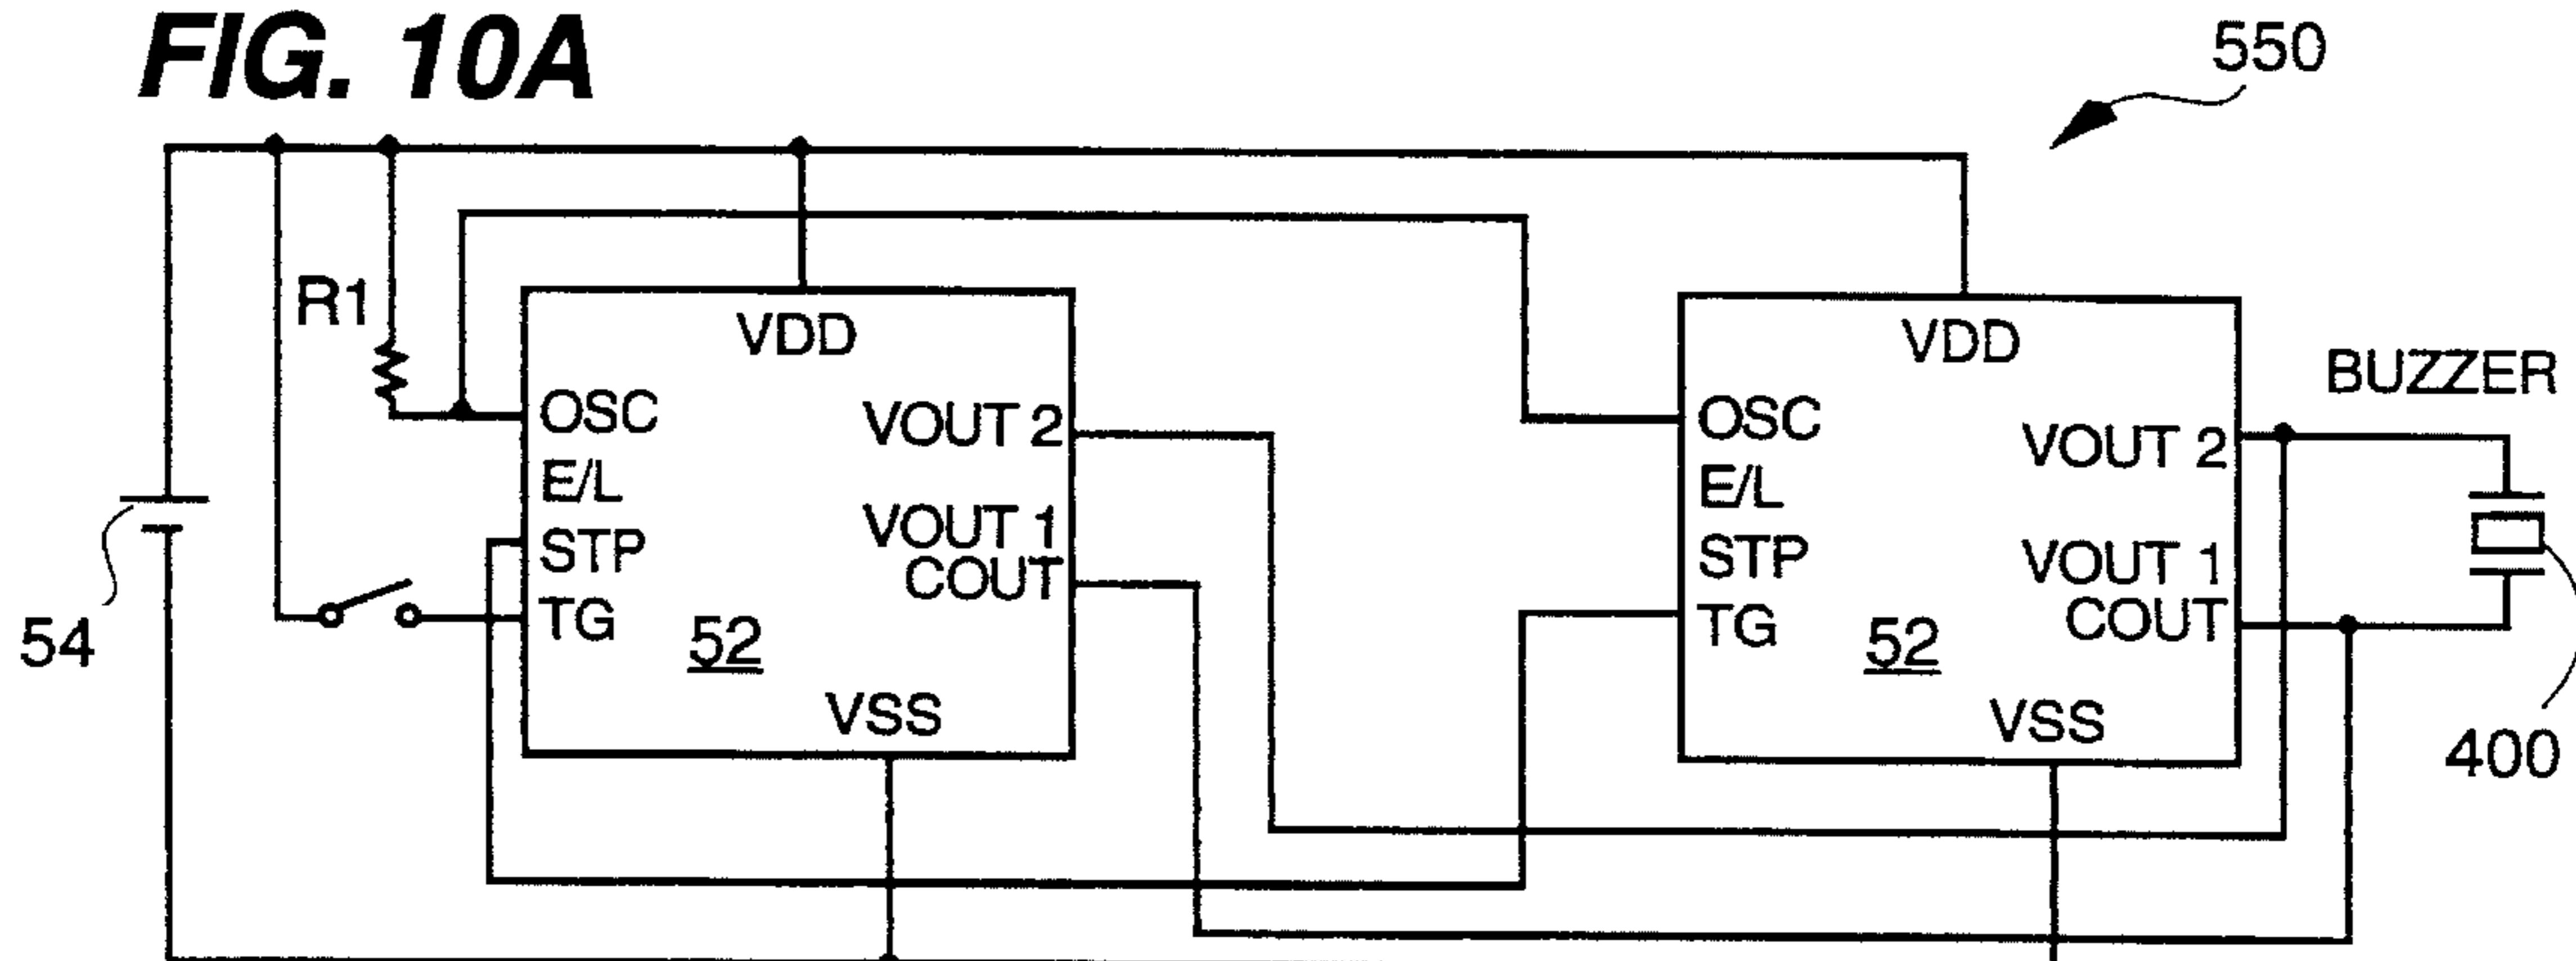 FIG. 10A
550
R1
VDD
OSC
E/L
STP
TG
VOUT 2
VOUT 1
COUT
52
VSS
54
VDD
OSC
E/L
STP
TG
VOUT 2
VOUT 1
COUT
52
VSS
BUZZER
400